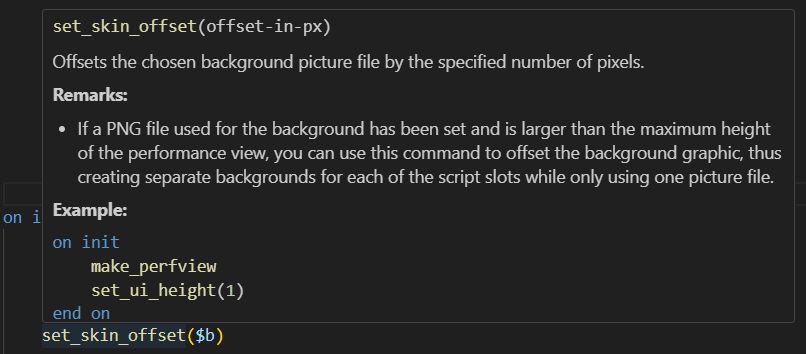 set_skin_offset(offset-in-px)
Offsets the chosen background picture file by the specified number of pixels.
Remarks:
• If a PNG file used for the background has been set and is larger than the maximum height
of the performance view, you can use this command to offset the background graphic, thus
creating separate backgrounds for each of the script slots while only using one picture file.
Example:
on init
make_perfview
set_ui_height(1)
end on
on i
set_skin_offset($b)